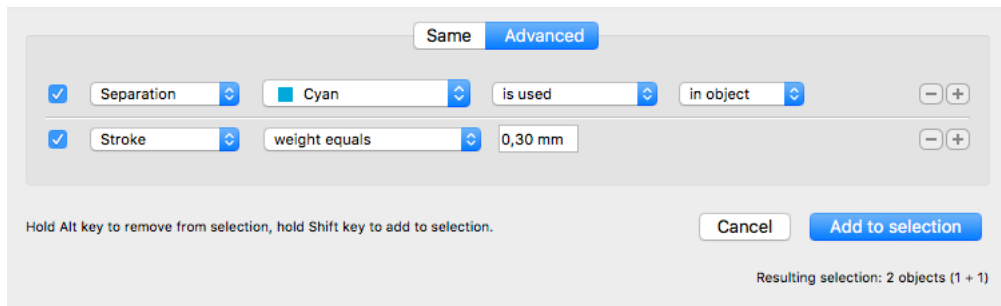 Same Advanced
Separation Cyan is used in object
Stroke weight equals 0,30 mm
Hold Alt key to remove from selection, hold Shift key to add to selection. Cancel Add to selection
Resulting selection: 2 objects (1 + 1)